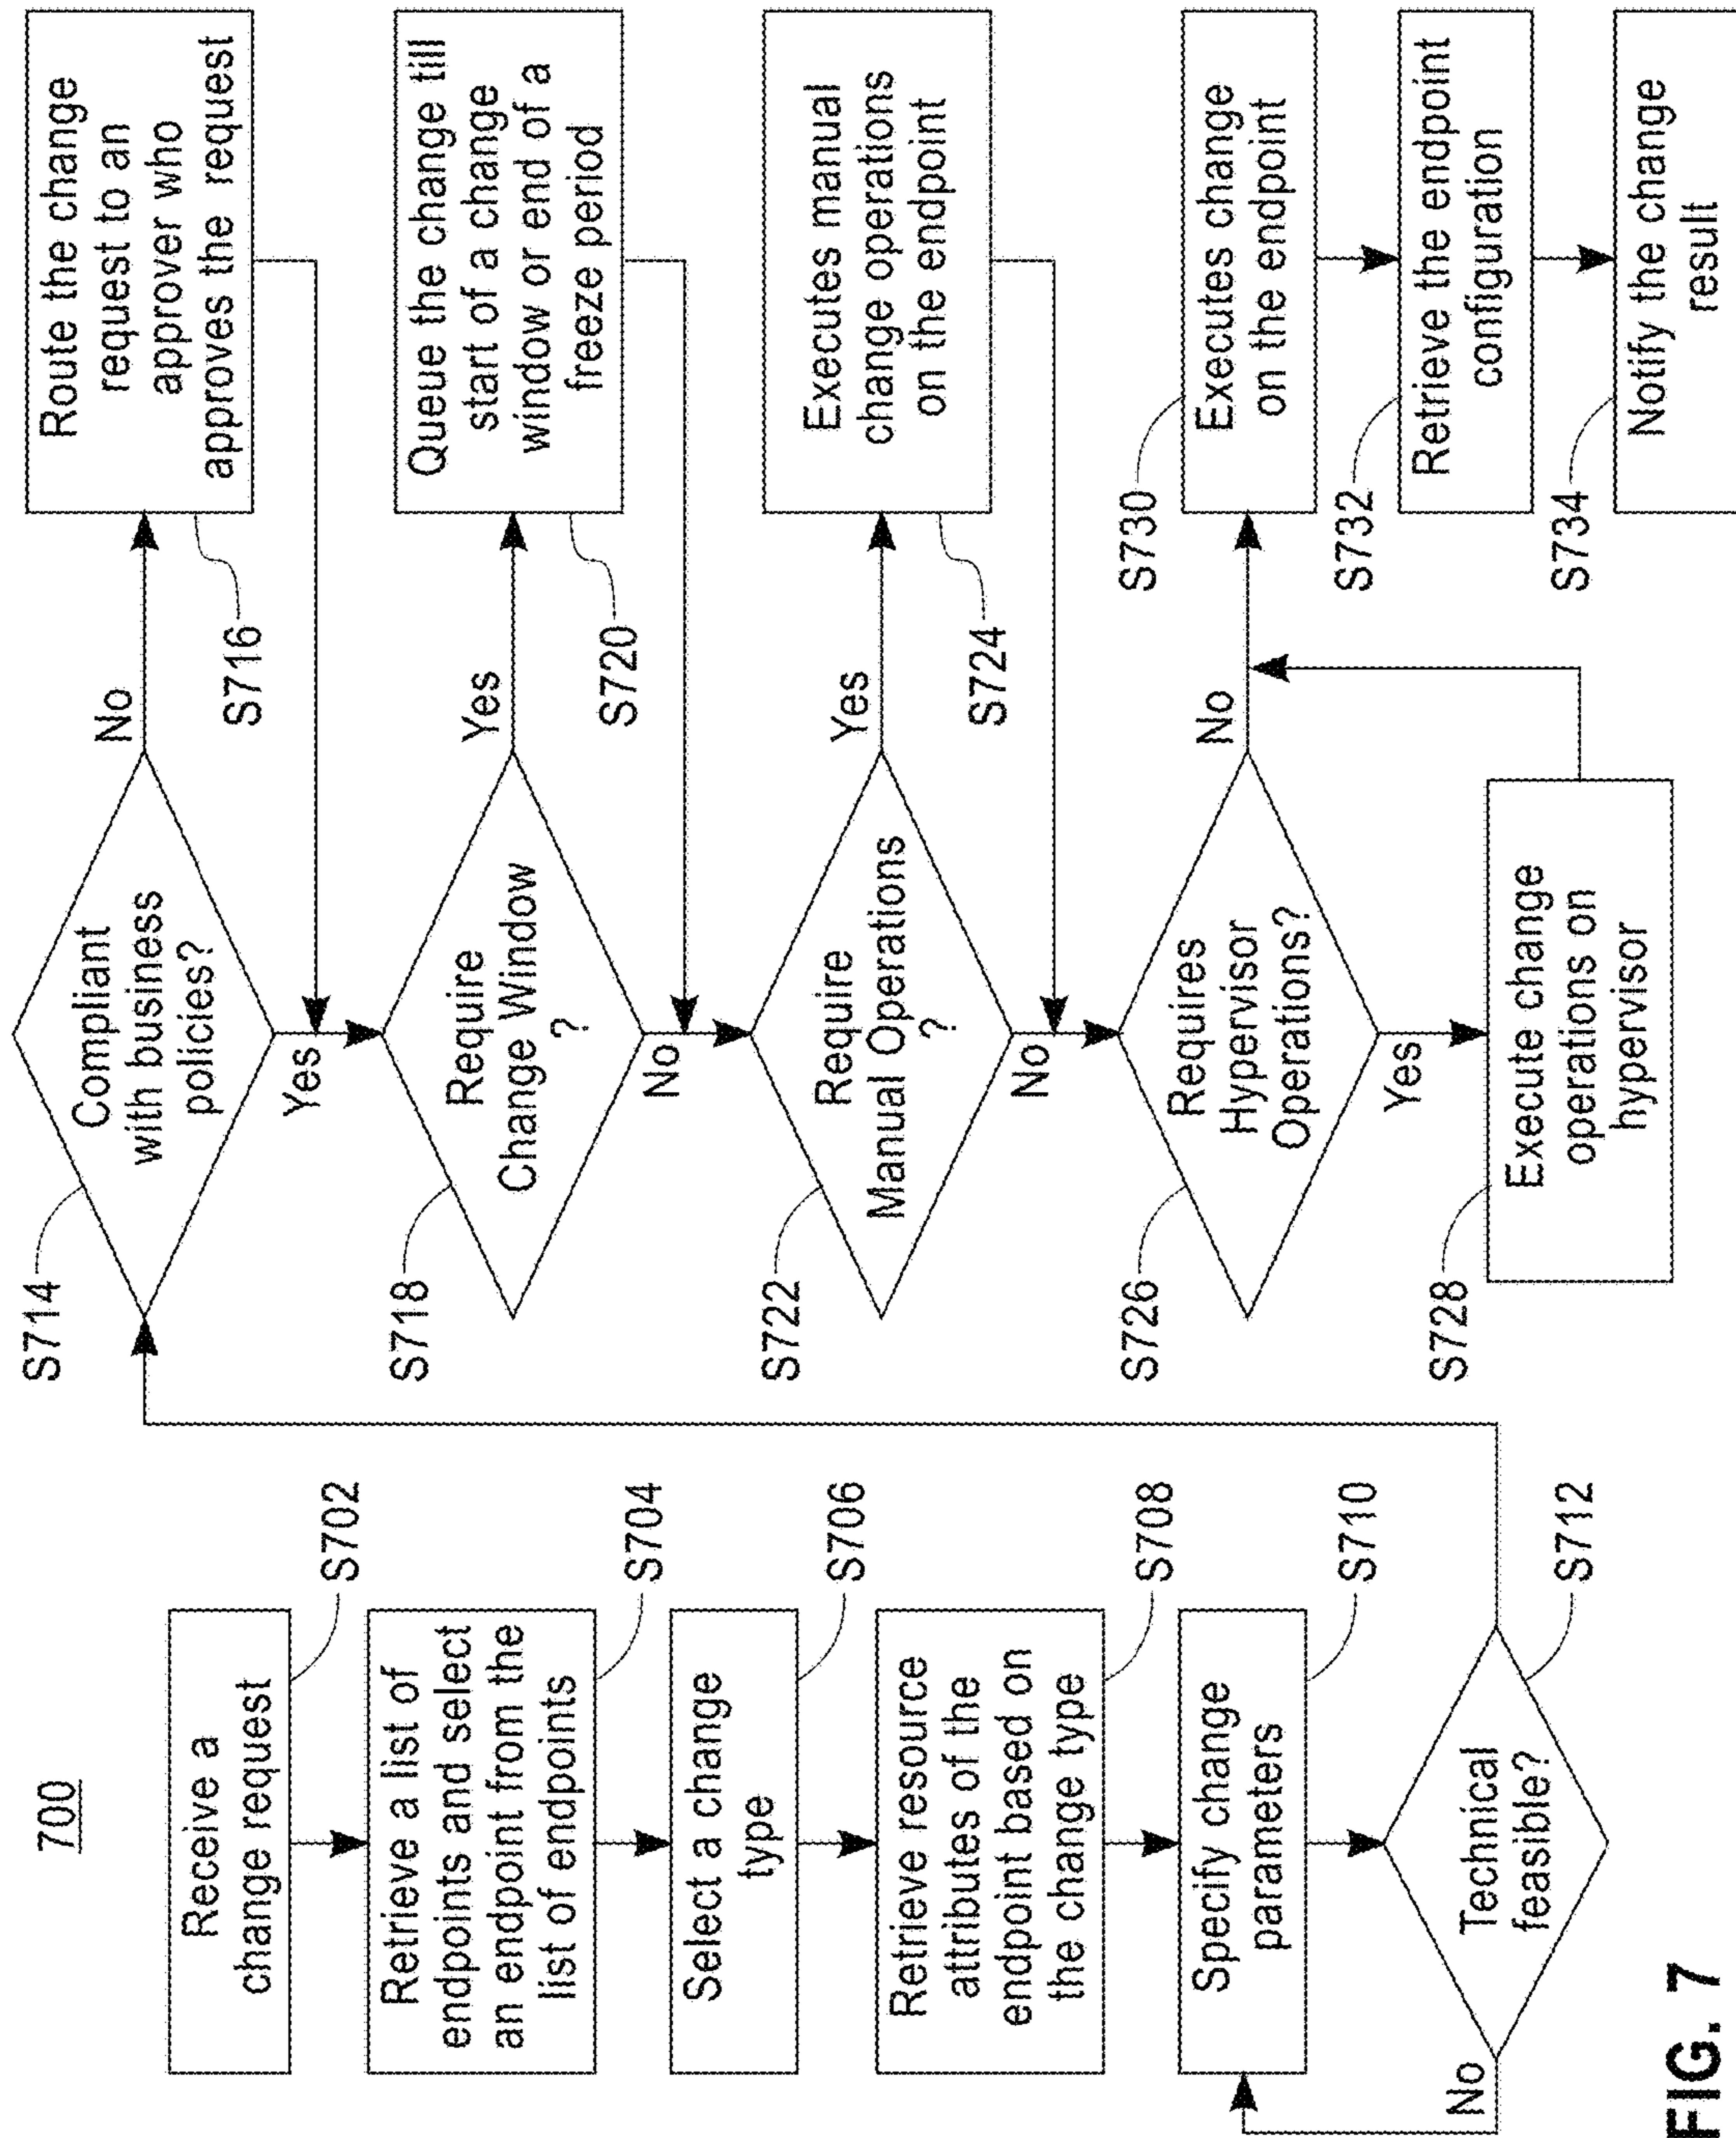 700
Receive a
change request
S702
Retrieve a list of
endpoints and select
an endpoint from the
list of endpoints
S704
Select a change
type
S706
Retrieve resource
attributes of the
endpoint based on
the change type
S708
Specify change
parameters
S710
Technical
feasible?
S712
No
S714
Compliant
with business
policies?
No
Yes
Route the change
request to an
approver who
approves the request
S716
S718
Require
Change Window
?
Yes
No
Queue the change till
start of a change
window or end of a
freeze period
S720
S722
Require
Manual Operations
?
Yes
No
Executes manual
change operations
on the endpoint
S724
S726
Requires
Hypervisor
Operations?
No
Yes
S728
Execute change
operations on
hypervisor
S730
Executes change
on the endpoint
S732
Retrieve the endpoint
configuration
S734
Notify the change
result
FIG. 7